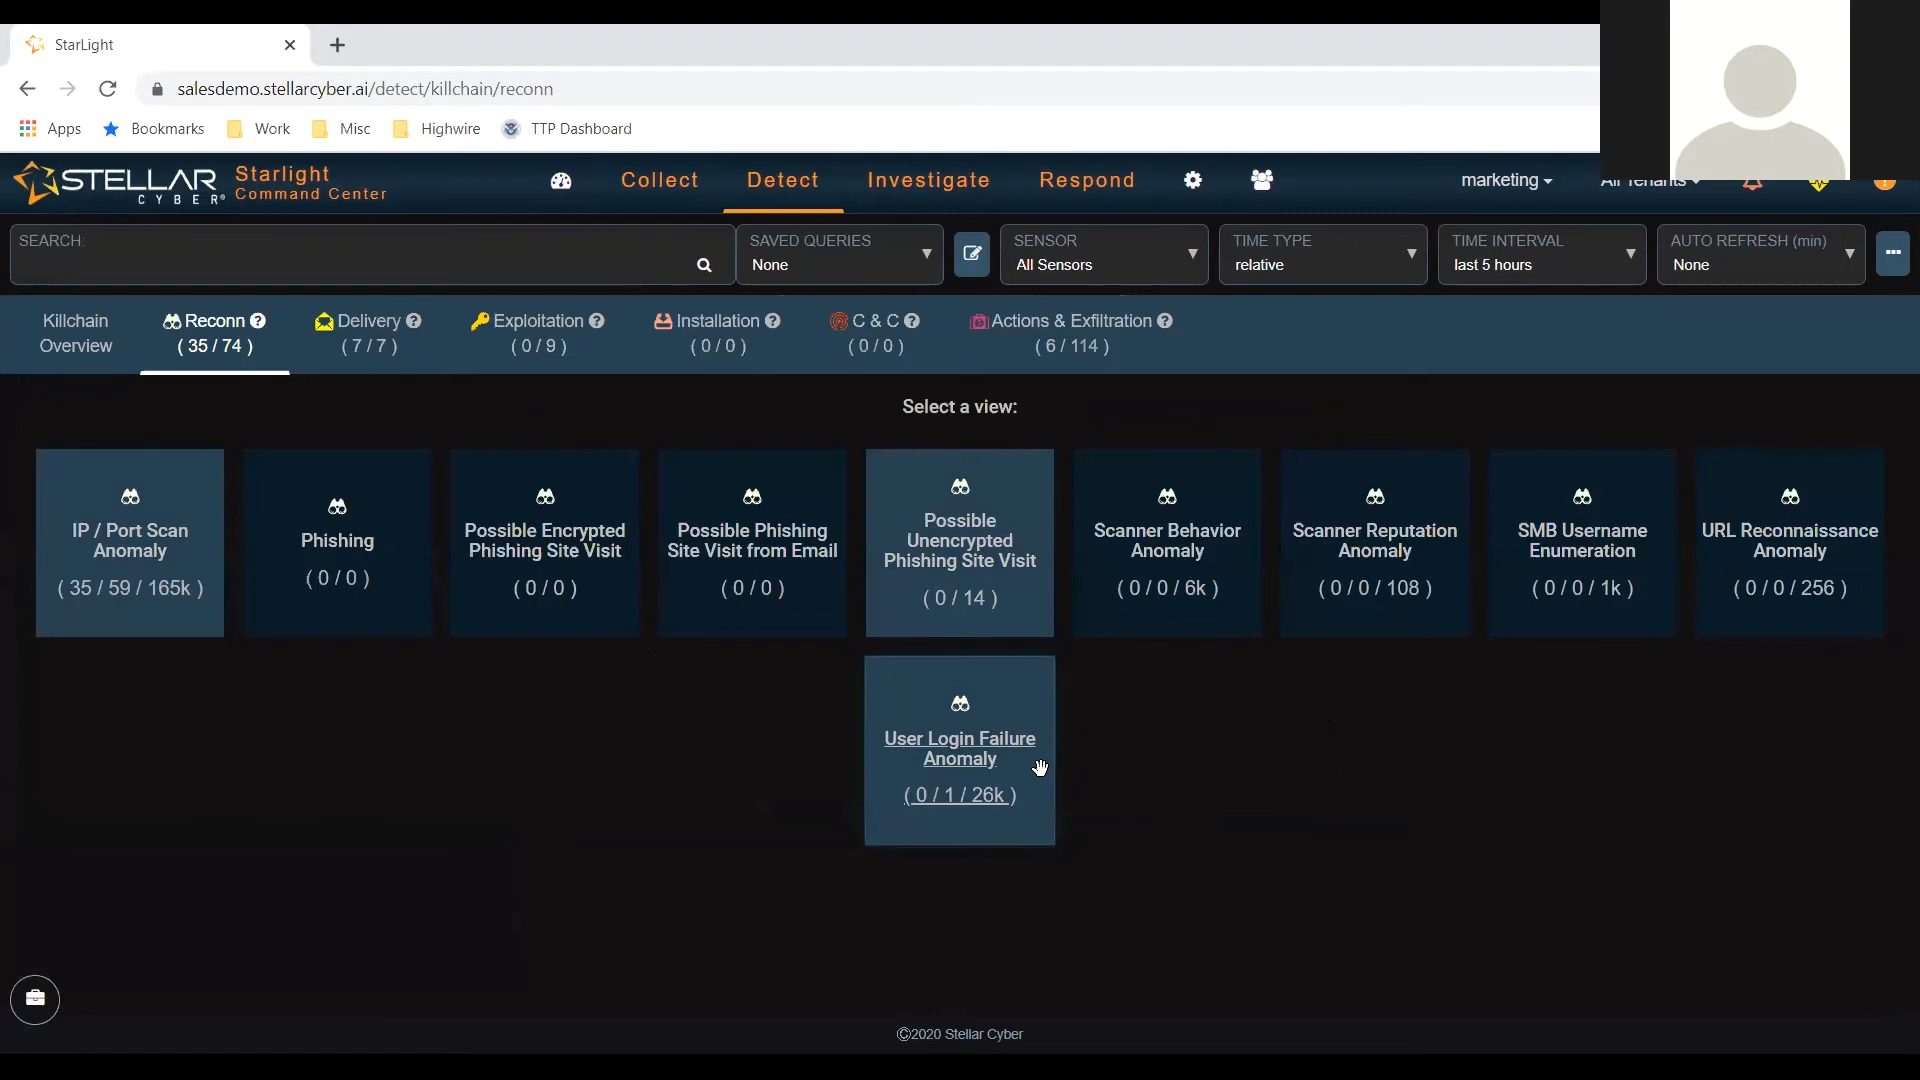 StarLight
salesdemo.stellarcyber.ai/detect/killchain/reconn
Apps Bookmarks Work Misc Highwire TTP Dashboard
STELLAR CYBER® Starlight Command Center
Collect Detect Investigate Respond marketing All Tenants
SEARCH:
SAVED QUERIES
None
SENSOR
All Sensors
TIME TYPE
relative
TIME INTERVAL
last 5 hours
AUTO REFRESH (min)
None
Killchain Overview
Reconn ?
( 35 / 74 )
Delivery ?
( 7 / 7 )
Exploitation ?
( 0 / 9 )
Installation ?
( 0 / 0 )
C & C ?
( 0 / 0 )
Actions & Exfiltration ?
( 6 / 114 )
Select a view:
IP / Port Scan
Anomaly
( 35 / 59 / 165k )
Phishing
( 0 / 0 )
Possible Encrypted
Phishing Site Visit
( 0 / 0 )
Possible Phishing
Site Visit from Email
( 0 / 0 )
Possible
Unencrypted
Phishing Site Visit
( 0 / 14 )
Scanner Behavior
Anomaly
( 0 / 0 / 6k )
Scanner Reputation
Anomaly
( 0 / 0 / 108 )
SMB Username
Enumeration
( 0 / 0 / 1k )
URL Reconnaissance
Anomaly
( 0 / 0 / 256 )
User Login Failure
Anomaly
( 0 / 1 / 26k )
©2020 Stellar Cyber